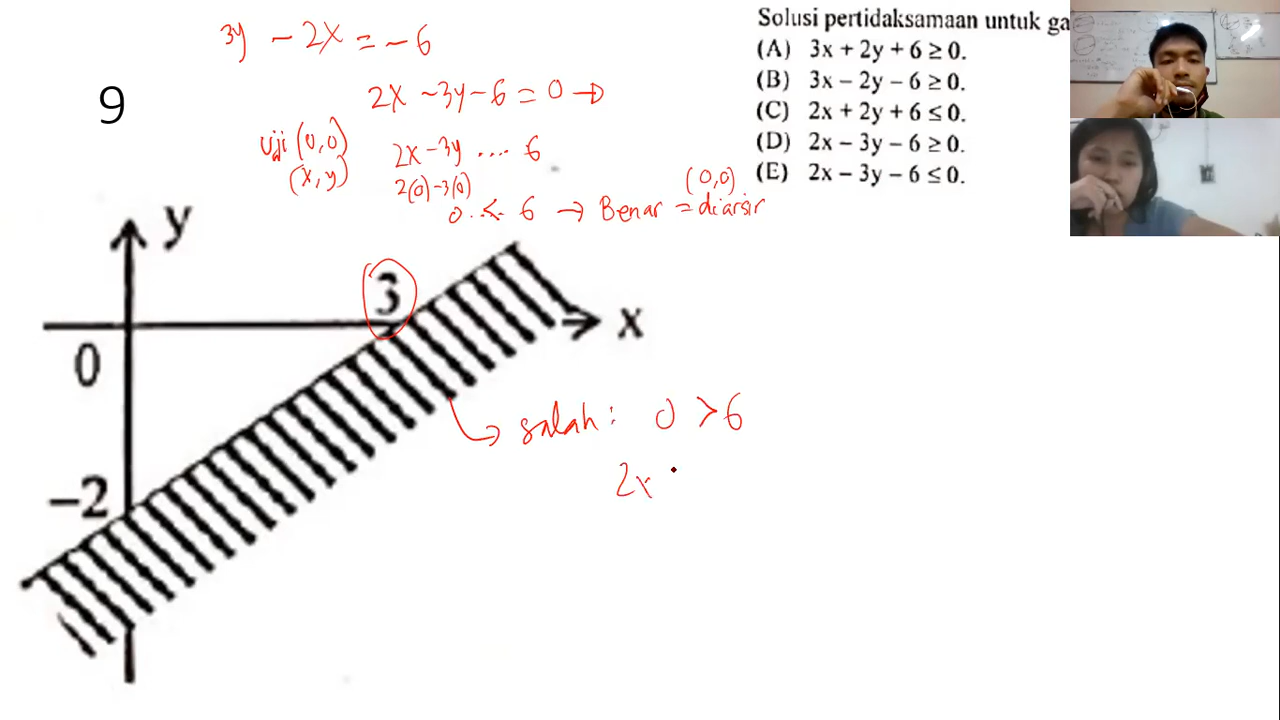 3y - 2x = -6
2x - 3y - 6 = 0 →
9
Uji (0,0)
(x, y)
2x - 3y .... 6
2(0) - 3(0)
0 .<. 6 → Benar = diarsir
(0,0)
Solusi pertidaksamaan untuk ga
(A) 3x + 2y + 6 ≥ 0.
(B) 3x − 2y − 6 ≥ 0.
(C) 2x + 2y + 6 ≤ 0.
(D) 2x − 3y − 6 ≥ 0.
(E) 2x − 3y − 6 ≤ 0.
y
3
0
x
−2
→ salah : 0 > 6
2x